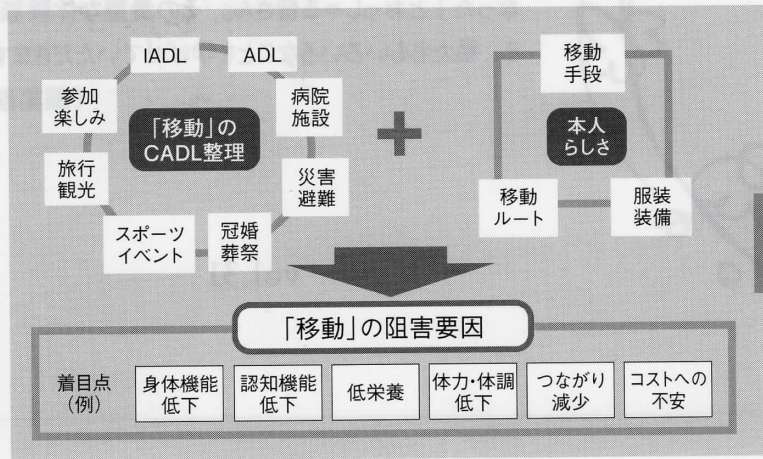 IADL
ADL
参加
楽しみ
病院
施設
「移動」の
CADL整理
旅行
観光
災害
避難
スポーツ
イベント
冠婚
葬祭
+
移動
手段
本人
らしさ
移動
ルート
服装
装備
「移動」の阻害要因
着目点
(例)
身体機能
低下
認知機能
低下
低栄養
体力・体調
低下
つながり
減少
コストへの
不安